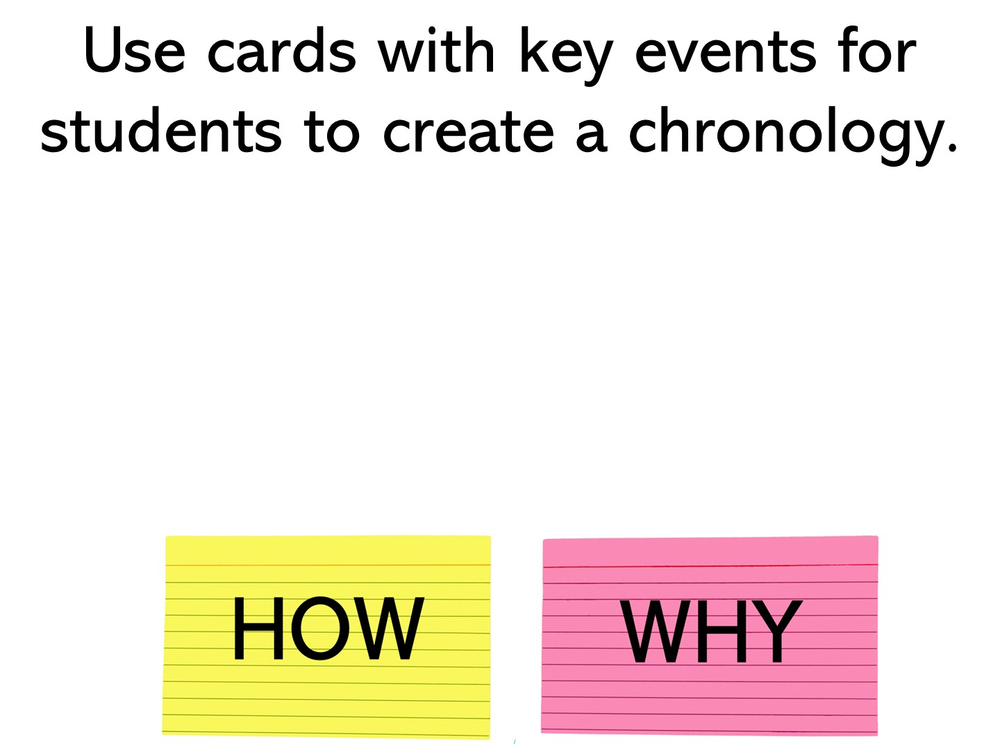 Use cards with key events for
students to create a chronology.
HOW
WHY